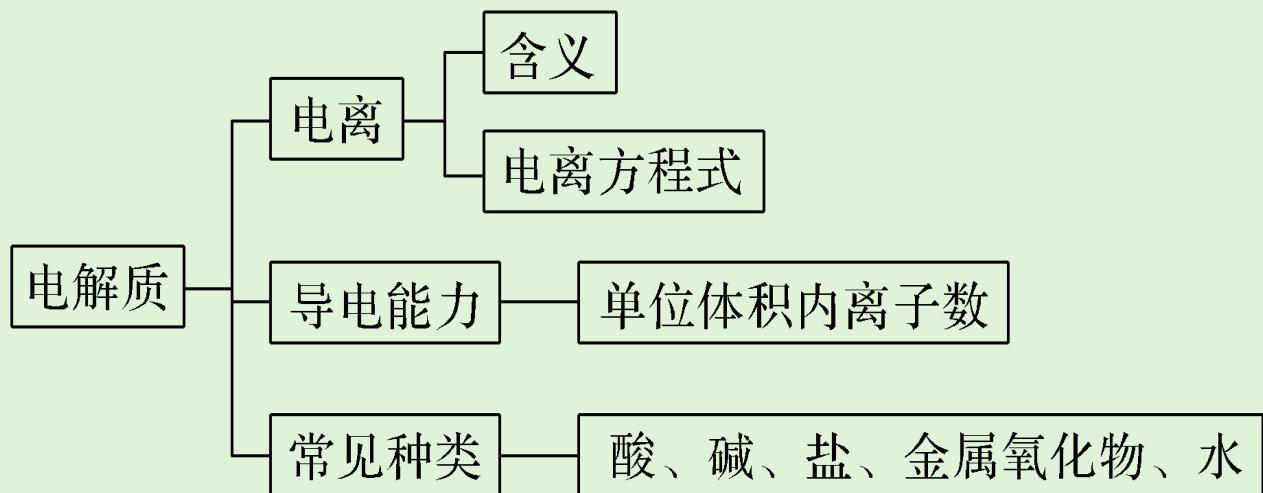 含义
电离
电离方程式
电解质
导电能力
单位体积内离子数
常见种类
酸、碱、盐、金属氧化物、水